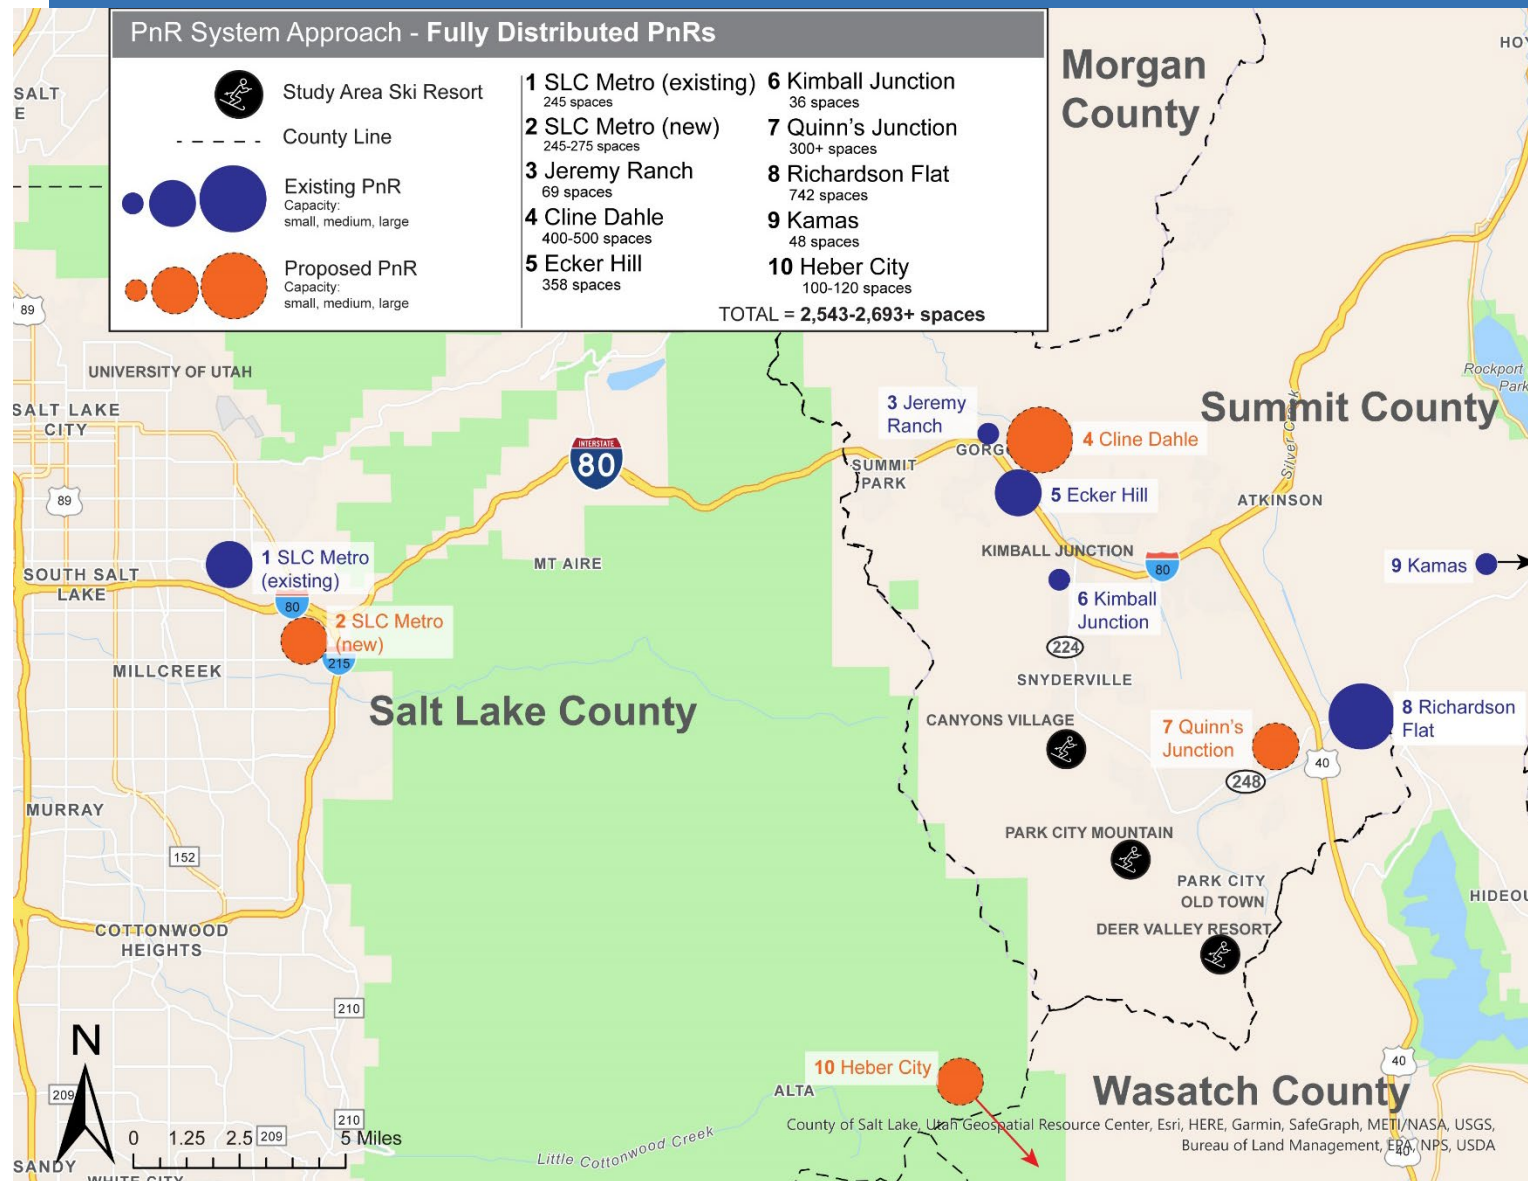 PnR System Approach - Fully Distributed PnRs
Study Area Ski Resort
County Line
Existing PnR
Capacity:
small, medium, large
Proposed PnR
Capacity:
small, medium, large
1 SLC Metro (existing)
245 spaces
2 SLC Metro (new)
245-275 spaces
3 Jeremy Ranch
69 spaces
4 Cline Dahle
400-500 spaces
5 Ecker Hill
358 spaces
6 Kimball Junction
36 spaces
7 Quinn's Junction
300+ spaces
8 Richardson Flat
742 spaces
9 Kamas
48 spaces
10 Heber City
100-120 spaces
TOTAL = 2,543-2,693+ spaces
Morgan
County
SALT
E
89
UNIVERSITY OF UTAH
SALT LAKE
CITY
89
INTERSTATE
80
SUMMIT
PARK
3 Jeremy
Ranch
4 Cline Dahle
5 Ecker Hill
Summit County
Silver Creek
Rockport
Park
ATKINSON
KIMBALL JUNCTION
80
9 Kamas
6 Kimball
Junction
1 SLC Metro
(existing)
SOUTH SALT
LAKE
80
2 SLC Metro
(new)
215
MT AIRE
MILLCREEK
Salt Lake County
224
SNYDERVILLE
CANYONS VILLAGE
7 Quinn's
Junction
8 Richardson
Flat
40
248
MURRAY
152
PARK CITY MOUNTAIN
PARK CITY
OLD TOWN
DEER VALLEY RESORT
COTTONWOOD
HEIGHTS
210
N
209
0 1.25 2.5 5 Miles
209
210
SANDY
WHITE CITY
10 Heber City
ALTA
Little Cottonwood Creek
Wasatch County
40
40
County of Salt Lake, Utah Geospatial Resource Center, Esri, HERE, Garmin, SafeGraph, METI/NASA, USGS,
Bureau of Land Management, EPA, NPS, USDA